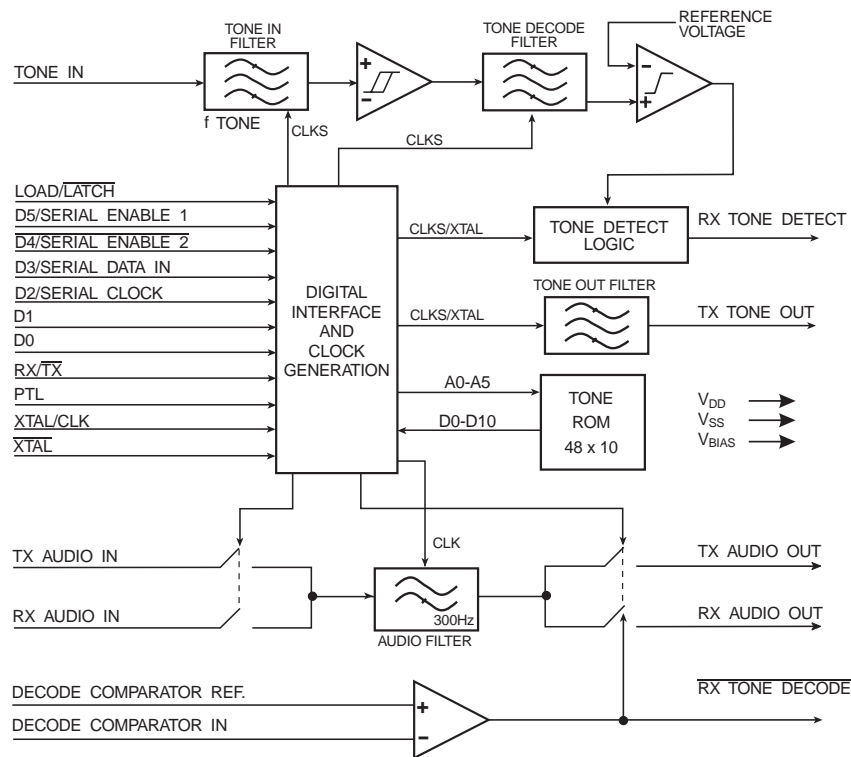 TONE IN
FILTER
TONE DECODE
FILTER
REFERENCE
VOLTAGE
TONE IN
+
−
−
+
f TONE
CLKS
CLKS
LOAD/LATCH
D5/SERIAL ENABLE 1
D4/SERIAL ENABLE 2
D3/SERIAL DATA IN
D2/SERIAL CLOCK
D1
D0
RX/TX
PTL
XTAL/CLK
XTAL
DIGITAL
INTERFACE
AND
CLOCK
GENERATION
CLKS/XTAL
TONE DETECT
LOGIC
RX TONE DETECT
TONE OUT FILTER
CLKS/XTAL
TX TONE OUT
A0-A5
D0-D10
TONE
ROM
48 x 10
VDD
VSS
VBIAS
CLK
TX AUDIO IN
RX AUDIO IN
300Hz
AUDIO FILTER
TX AUDIO OUT
RX AUDIO OUT
DECODE COMPARATOR REF.
DECODE COMPARATOR IN
+
−
RX TONE DECODE